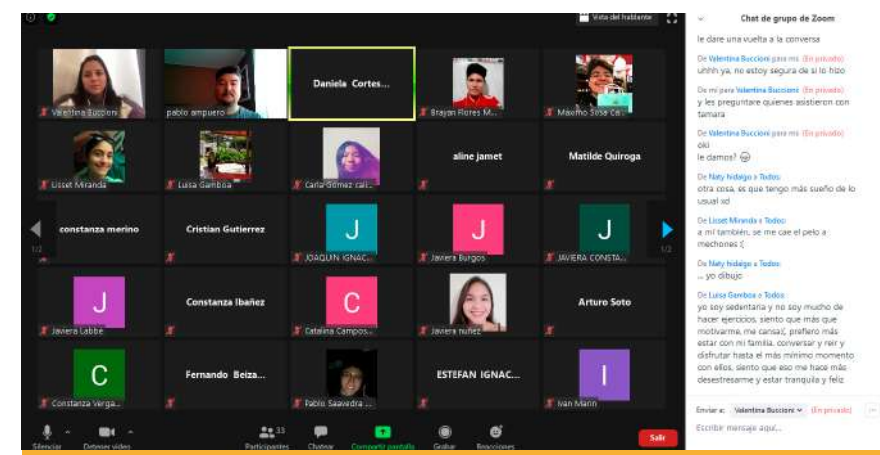 Vista del hablante
Daniela Cortes...
Valentina Buccioni
pablo ampuero
Brayan Flores M...
Maximo Sosa Ca...
aline jamet
Matilde Quiroga
Lisset Miranda
Luisa Gamboa
Carla Gomez cali...
constanza merino
Cristian Gutierrez
J
J
J
1/2
1/2
JOAQUIN IGNAC...
Javiera Burgos
JAVIERA CONSTA...
J
Constanza Ibañez
C
Arturo Soto
Javiera Labbé
Catalina Campos...
Javiera nuñez
C
Fernando Beiza...
ESTEFAN IGNAC...
I
Constanza Verga...
Pablo Saavedra ...
Ivan Marin
33
Silenciar
Detener video
Participantes
Chatear
Compartir pantalla
Grabar
Reacciones
Salir
Chat de grupo de Zoom
le dare una vuelta a la conversa
De Valentina Buccioni para mí: (En privado)
uhhh ya, no estoy segura de si lo hizo
De mí para Valentina Buccioni: (En privado)
y les preguntare quienes asistieron con
tamara
De Valentina Buccioni para mí: (En privado)
oki
le damos?
De Naty hidalgo a Todos:
otra cosa, es que tengo más sueño de lo
usual xd
De Lisset Miranda a Todos:
a mí también, se me cae el pelo a
mechones :(
De Naty hidalgo a Todos:
... yo dibujo
De Luisa Gamboa a Todos:
yo soy sedentaria y no soy mucho de
hacer ejercicios, siento que más que
motivarme, me cansa:(, prefiero más
estar con mi familia, conversar y reir y
disfrutar hasta el más mínimo momento
con ellos, siento que eso me hace más
desestresarme y estar tranquila y feliz
Enviar a: Valentina Buccioni (En privado)
Escribir mensaje aquí...